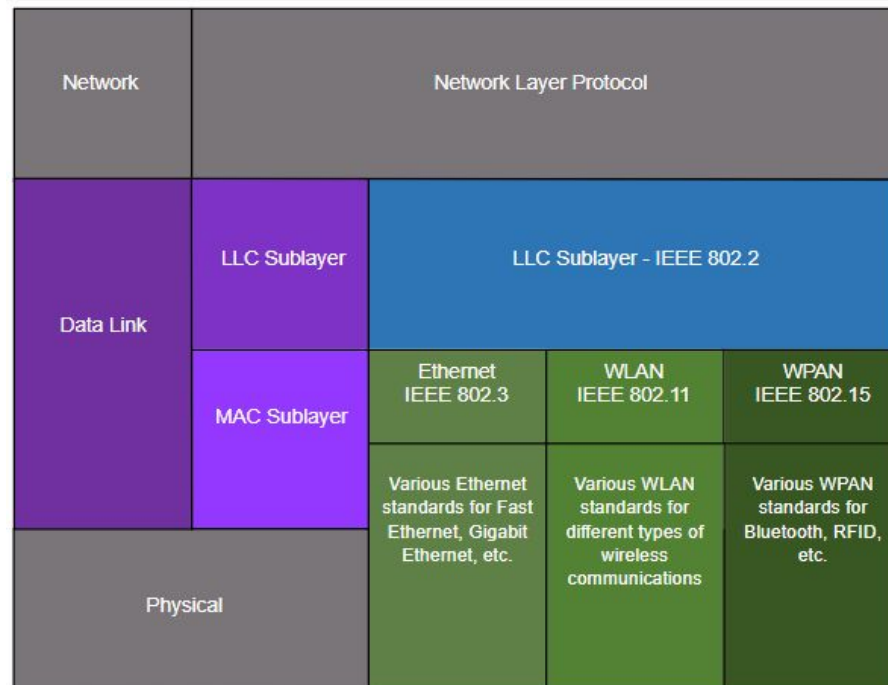 Network
Network Layer Protocol
Data Link
LLC Sublayer
LLC Sublayer - IEEE 802.2
MAC Sublayer
Ethernet
IEEE 802.3
WLAN
IEEE 802.11
WPAN
IEEE 802.15
Various Ethernet
standards for Fast
Ethernet, Gigabit
Ethernet, etc.
Various WLAN
standards for
different types of
wireless
communications
Various WPAN
standards for
Bluetooth, RFID,
etc.
Physical